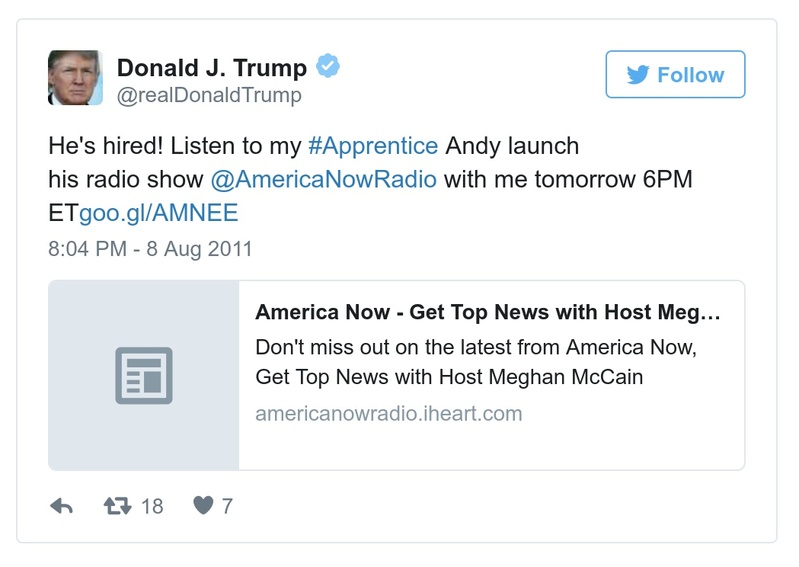 Donald J. Trump
@realDonaldTrump
Follow
He's hired! Listen to my #Apprentice Andy launch
his radio show @AmericaNowRadio with me tomorrow 6PM
ETgoo.gl/AMNEE
8:04 PM - 8 Aug 2011
America Now - Get Top News with Host Meg…
Don't miss out on the latest from America Now,
Get Top News with Host Meghan McCain
americanowradio.iheart.com
18 7